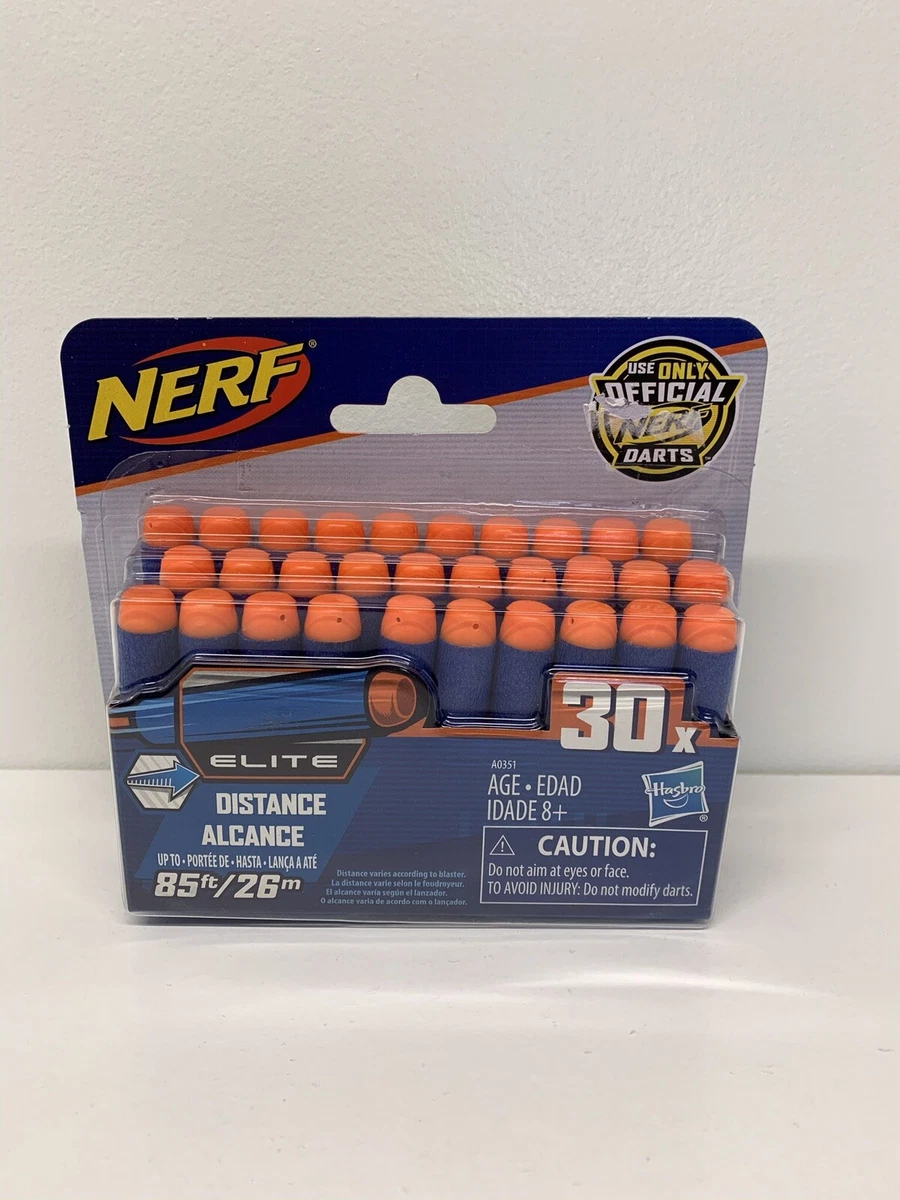 NERF®
USE ONLY
OFFICIAL
NERF
DARTS
30x
ELITE
DISTANCE
ALCANCE
UP TO • PORTÉE DE • HASTA • LANÇA A ATÉ
85ft/26m
Distance varies according to blaster.
La distance varie selon le foudroyeur.
El alcance varía según el lanzador.
O alcance varia de acordo com o lançador.
A0351
AGE • EDAD
IDADE 8+
Hasbro®
CAUTION:
Do not aim at eyes or face.
TO AVOID INJURY: Do not modify darts.